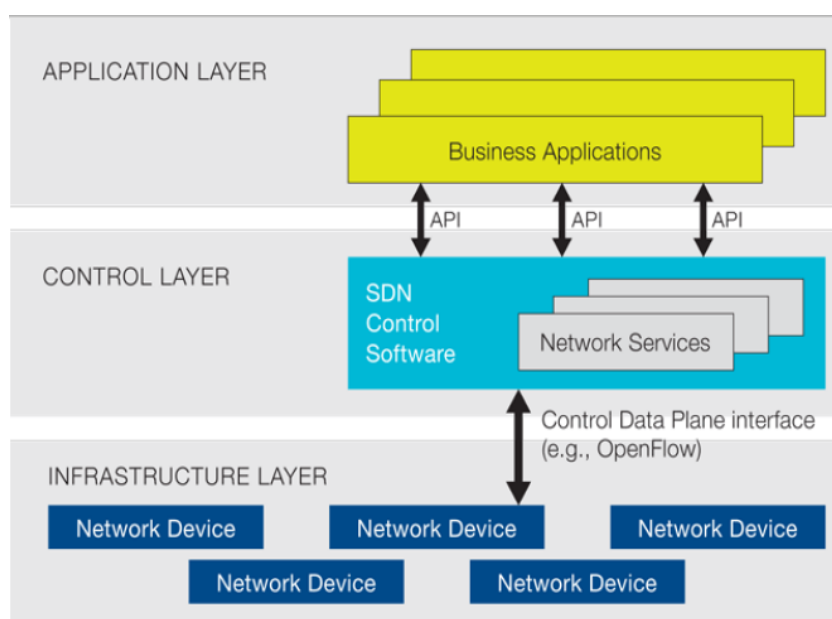 APPLICATION LAYER
Business Applications
API
API
API
CONTROL LAYER
SDN
Control
Software
Network Services
Control Data Plane interface
(e.g., OpenFlow)
INFRASTRUCTURE LAYER
Network Device
Network Device
Network Device
Network Device
Network Device